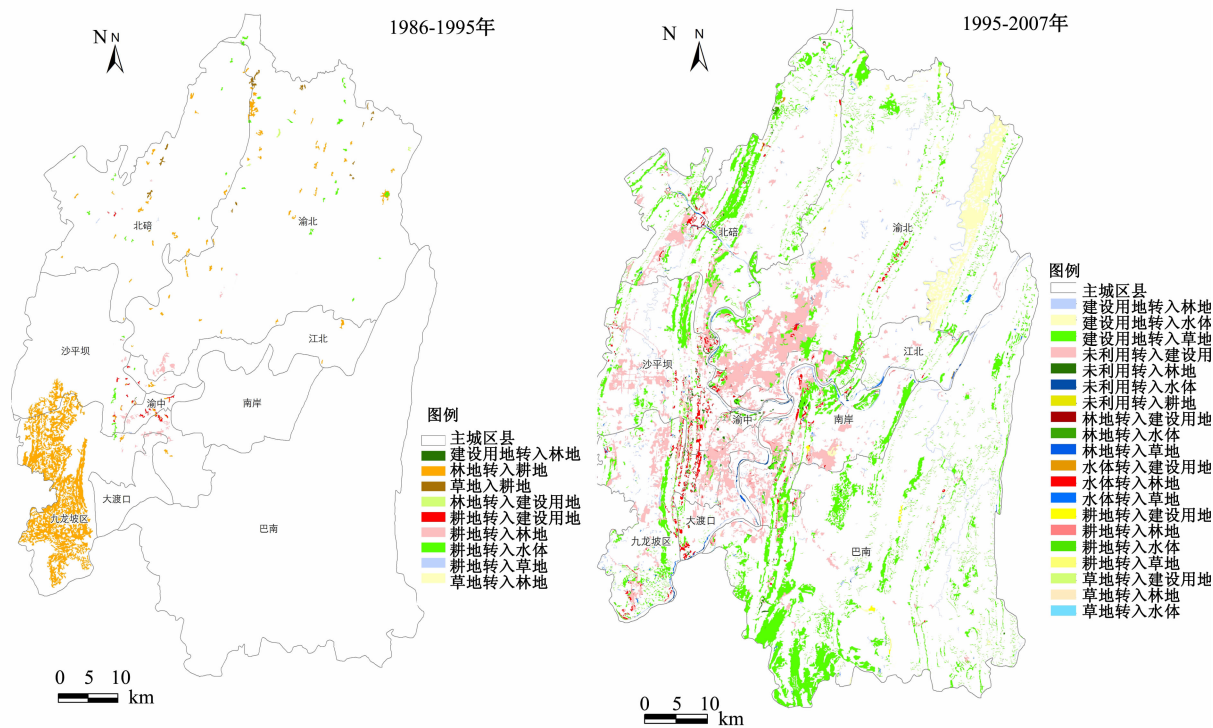 1986-1995年
N N
北碚
渝北
江北
沙平坝
渝中
南岸
大渡口
九龙坡区
巴南
图例
主城区县
建设用地转入林地
林地转入耕地
草地入耕地
林地转入建设用地
耕地转入建设用地
耕地转入林地
耕地转入水体
耕地转入草地
草地转入林地
0 5 10
km
1995-2007年
N N
北碚
渝北
江北
沙平坝
渝中
南岸
大渡口
九龙坡区
巴南
图例
主城区县
建设用地转入林地
建设用地转入水体
建设用地转入草地
未利用转入建设用
未利用转入林地
未利用转入水体
未利用转入耕地
林地转入建设用地
林地转入水体
林地转入草地
水体转入建设用地
水体转入林地
水体转入草地
耕地转入建设用地
耕地转入林地
耕地转入水体
耕地转入草地
草地转入建设用地
草地转入林地
草地转入水体
0 5 10
km